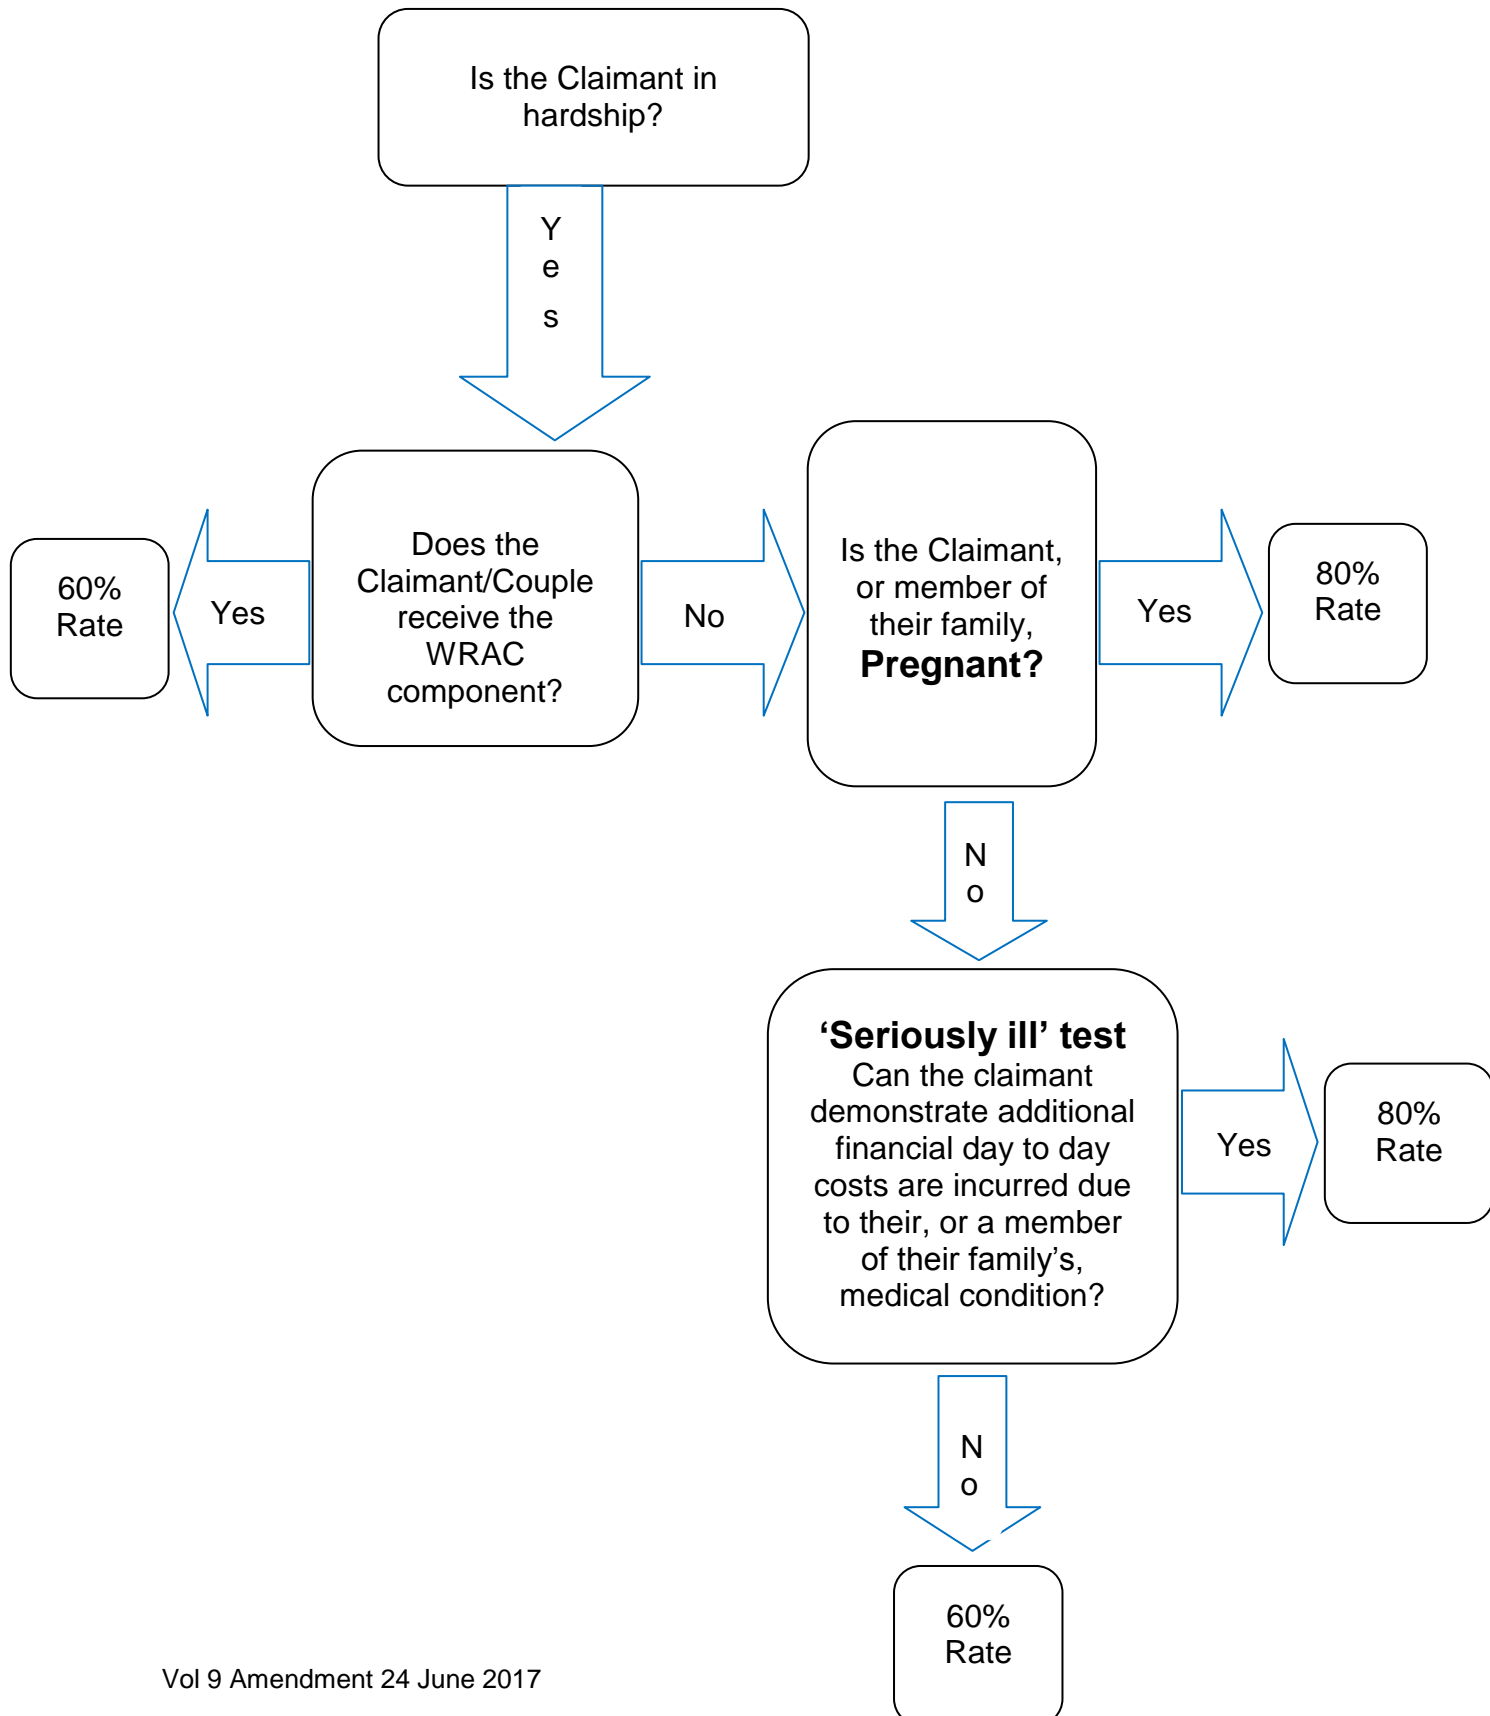 Is the Claimant in
hardship?
Y
e
s
Does the
Claimant/Couple
receive the
WRAC
component?
Yes
60%
Rate
No
Is the Claimant,
or member of
their family,
Pregnant?
Yes
80%
Rate
N
o
‘Seriously ill’ test
Can the claimant
demonstrate additional
financial day to day
costs are incurred due
to their, or a member
of their family’s,
medical condition?
Yes
80%
Rate
N
o
60%
Rate
Vol 9 Amendment 24 June 2017